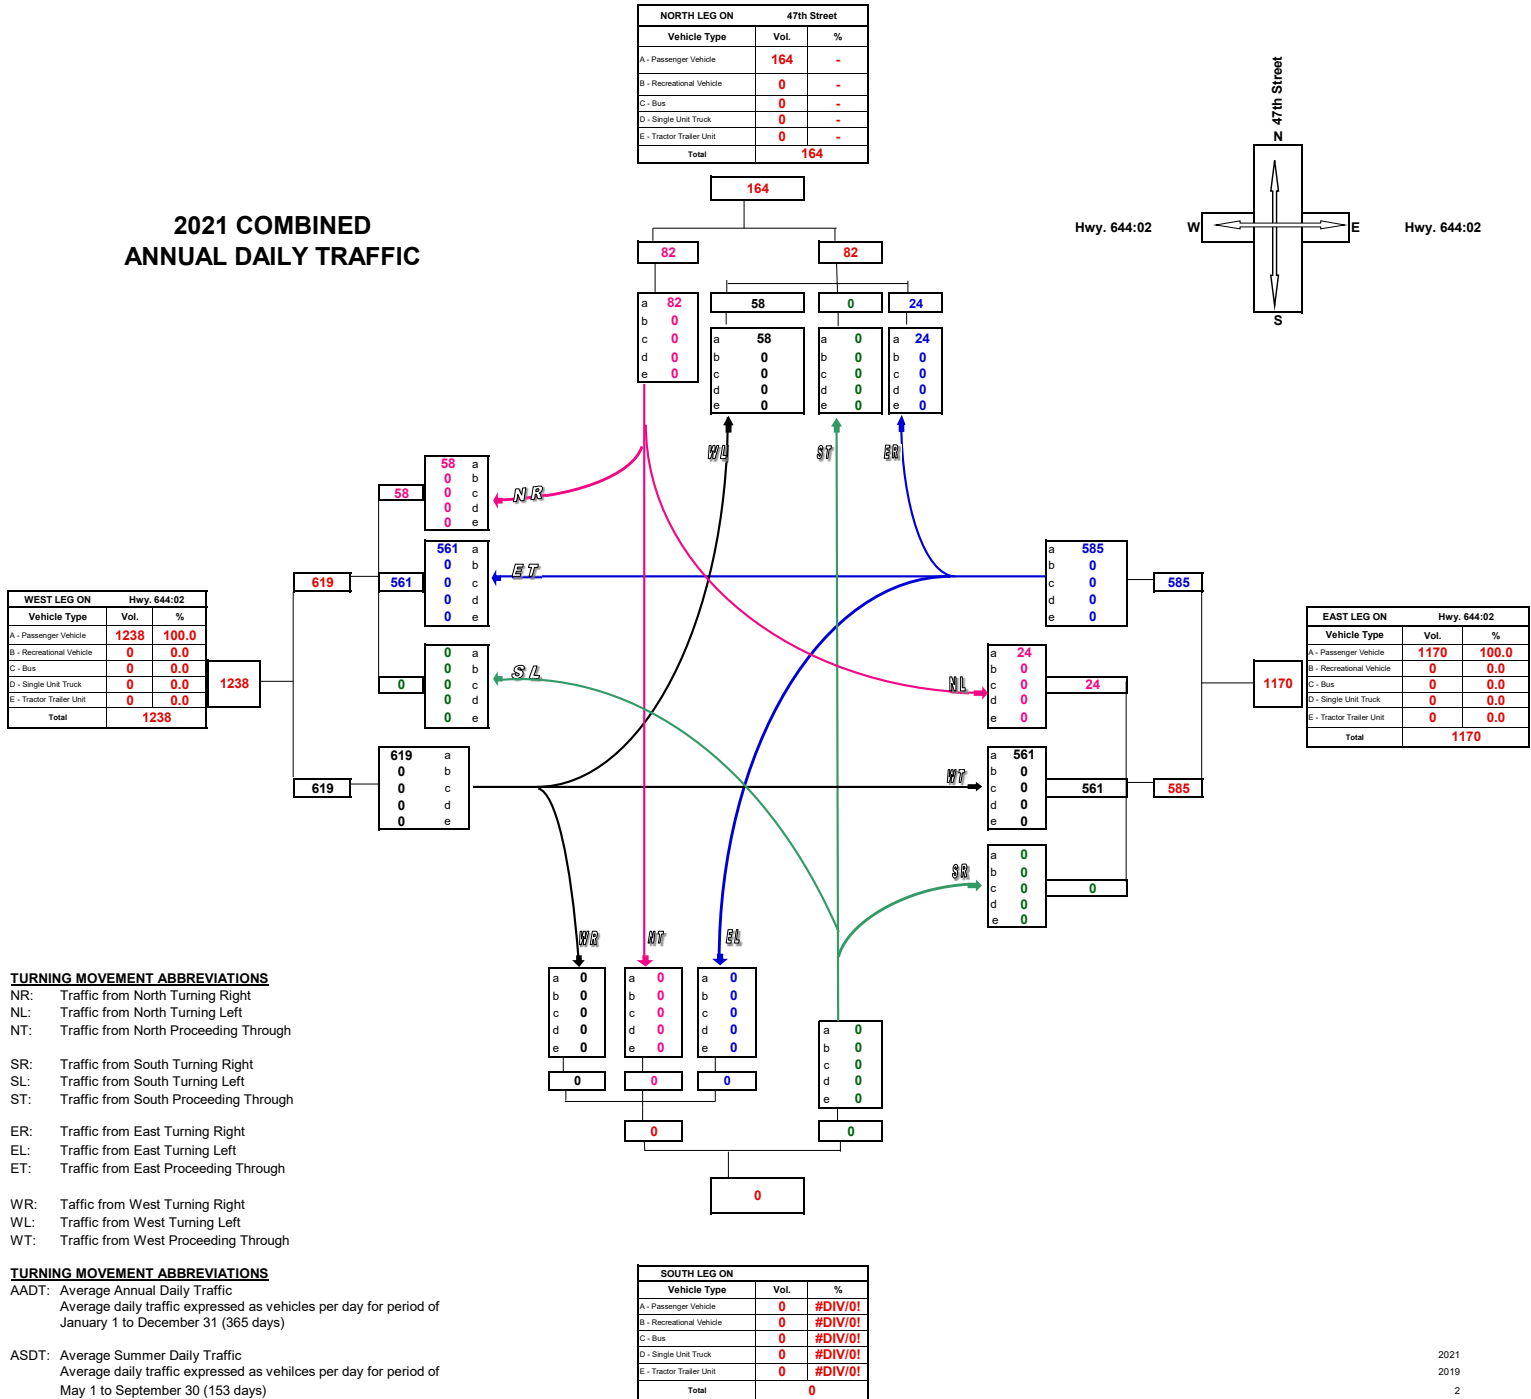 NORTH LEG ON 47th Street
Vehicle Type Vol. %
A - Passenger Vehicle 164 -
B - Recreational Vehicle 0 -
C - Bus 0 -
D - Single Unit Truck 0 -
E - Tractor Trailer Unit 0 -
Total 164
164
2021 COMBINED
ANNUAL DAILY TRAFFIC
47th Street
N
Hwy. 644:02 W E Hwy. 644:02
S
82 82
58 0 24
a 82
b 0
c 0
d 0
e 0
a 58
b 0
c 0
d 0
e 0
a 0
b 0
c 0
d 0
e 0
a 24
b 0
c 0
d 0
e 0
WL ST ER
58 a
0 b
0 c
0 d
0 e
58
NR
561 a
0 b
0 c
0 d
0 e
619 561
ET
0 a
0 b
0 c
0 d
0 e
0
SL
619 a
0 b
0 c
0 d
0 e
619
WEST LEG ON Hwy. 644:02
Vehicle Type Vol. %
A - Passenger Vehicle 1238 100.0
B - Recreational Vehicle 0 0.0
C - Bus 0 0.0
D - Single Unit Truck 0 0.0
E - Tractor Trailer Unit 0 0.0
Total 1238
1238
a 585
b 0
c 0
d 0
e 0
585
NL
a 24
b 0
c 0
d 0
e 0
24
WT
a 561
b 0
c 0
d 0
e 0
561 585
SR
a 0
b 0
c 0
d 0
e 0
0
1170
EAST LEG ON Hwy. 644:02
Vehicle Type Vol. %
A - Passenger Vehicle 1170 100.0
B - Recreational Vehicle 0 0.0
C - Bus 0 0.0
D - Single Unit Truck 0 0.0
E - Tractor Trailer Unit 0 0.0
Total 1170
WR NT EL
a 0
b 0
c 0
d 0
e 0
a 0
b 0
c 0
d 0
e 0
a 0
b 0
c 0
d 0
e 0
0 0 0
a 0
b 0
c 0
d 0
e 0
0 0
0
TURNING MOVEMENT ABBREVIATIONS
NR: Traffic from North Turning Right
NL: Traffic from North Turning Left
NT: Traffic from North Proceeding Through
SR: Traffic from South Turning Right
SL: Traffic from South Turning Left
ST: Traffic from South Proceeding Through
ER: Traffic from East Turning Right
EL: Traffic from East Turning Left
ET: Traffic from East Proceeding Through
WR: Taffic from West Turning Right
WL: Traffic from West Turning Left
WT: Traffic from West Proceeding Through
TURNING MOVEMENT ABBREVIATIONS
AADT: Average Annual Daily Traffic
Average daily traffic expressed as vehicles per day for period of
January 1 to December 31 (365 days)
ASDT: Average Summer Daily Traffic
Average daily traffic expressed as vehilces per day for period of
May 1 to September 30 (153 days)
SOUTH LEG ON
Vehicle Type Vol. %
A - Passenger Vehicle 0 #DIV/0!
B - Recreational Vehicle 0 #DIV/0!
C - Bus 0 #DIV/0!
D - Single Unit Truck 0 #DIV/0!
E - Tractor Trailer Unit 0 #DIV/0!
Total 0
2021
2019
2